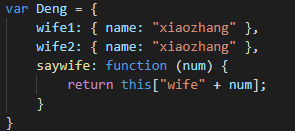 var Deng = {
    wife1: { name: "xiaozhang" },
    wife2: { name: "xiaozhang" },
    saywife: function (num) {
        return this["wife" + num];
    }
}